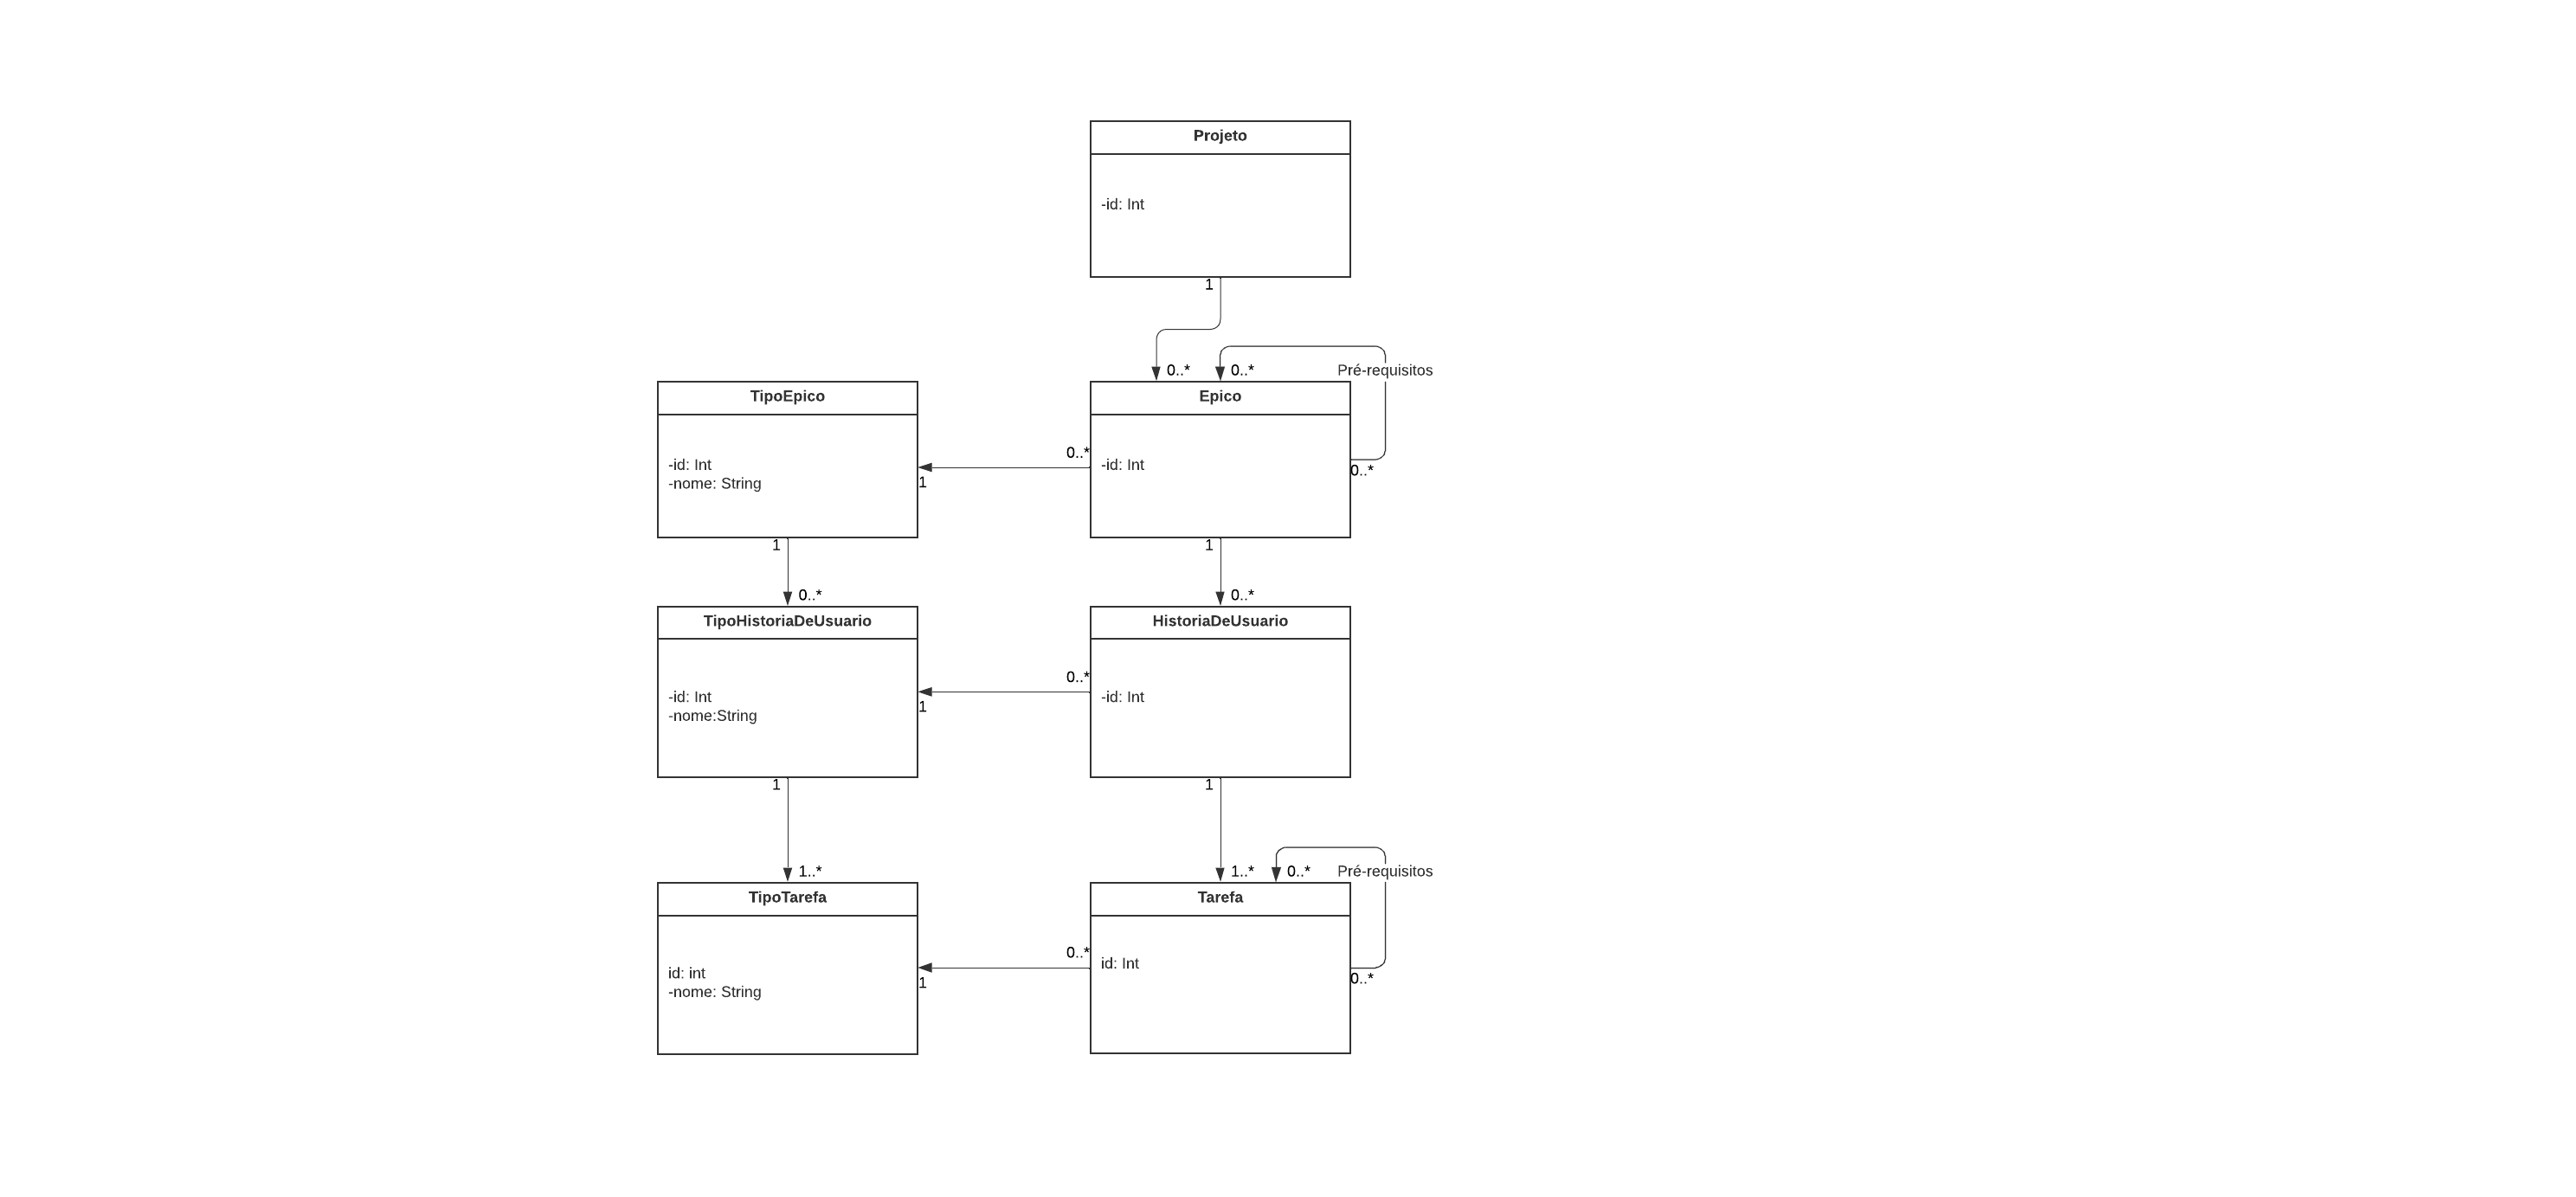 Projeto
-id: Int
1
0..*
0..*
Pré-requisitos
TipoEpico
-id: Int
-nome: String
Epico
-id: Int
0..*
1
0..*
1
0..*
1
0..*
TipoHistoriaDeUsuario
-id: Int
-nome:String
HistoriaDeUsuario
-id: Int
0..*
1
1
1..*
1
1..*
0..*
Pré-requisitos
TipoTarefa
id: int
-nome: String
Tarefa
id: Int
0..*
1
0..*